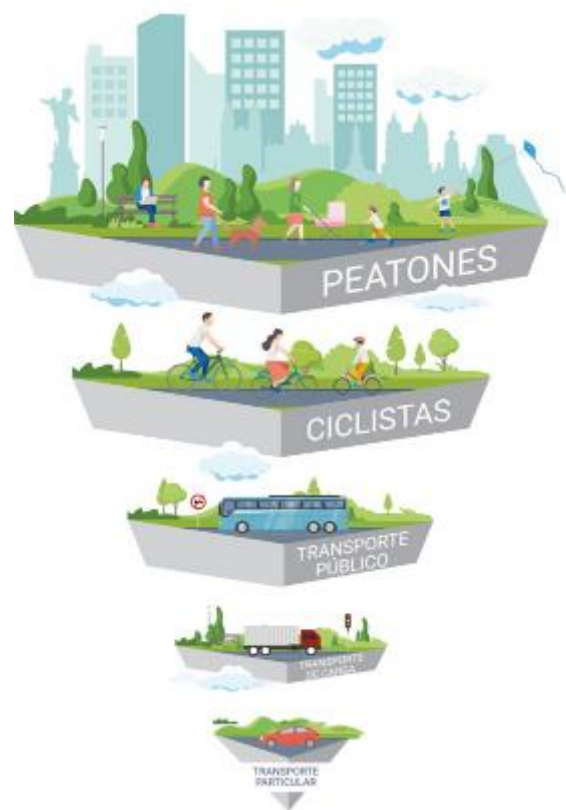 PEATONES
CICLISTAS
TRANSPORTE
PÚBLICO
TRANSPORTE
DE CARGA
TRANSPORTE
PARTICULAR